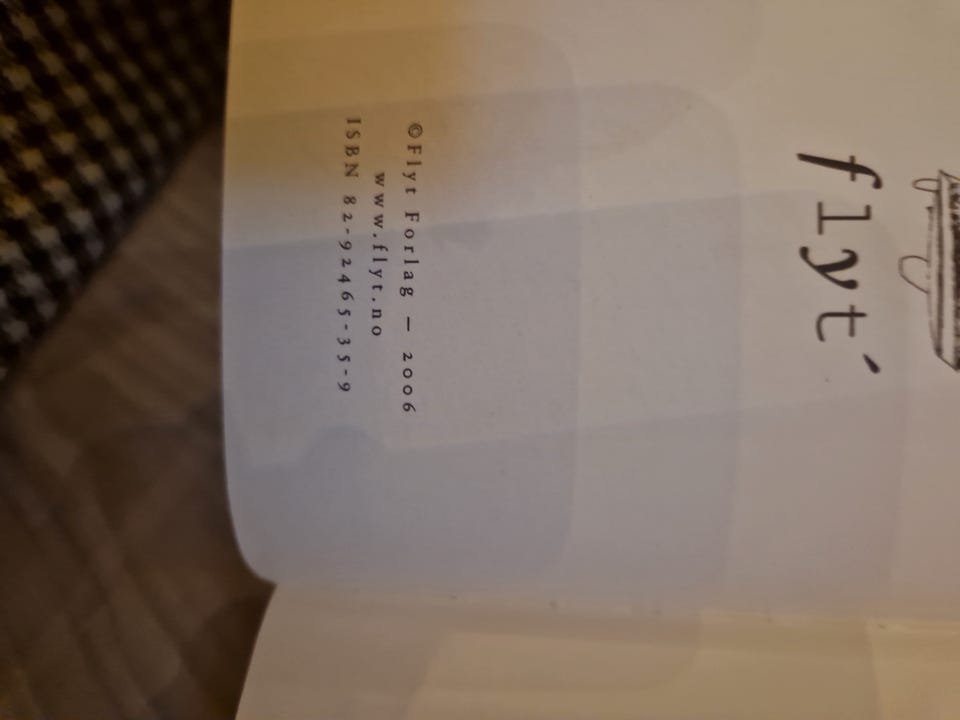 flyt´
©Flyt Forlag — 2006
www.flyt.no
ISBN 82-92465-35-9